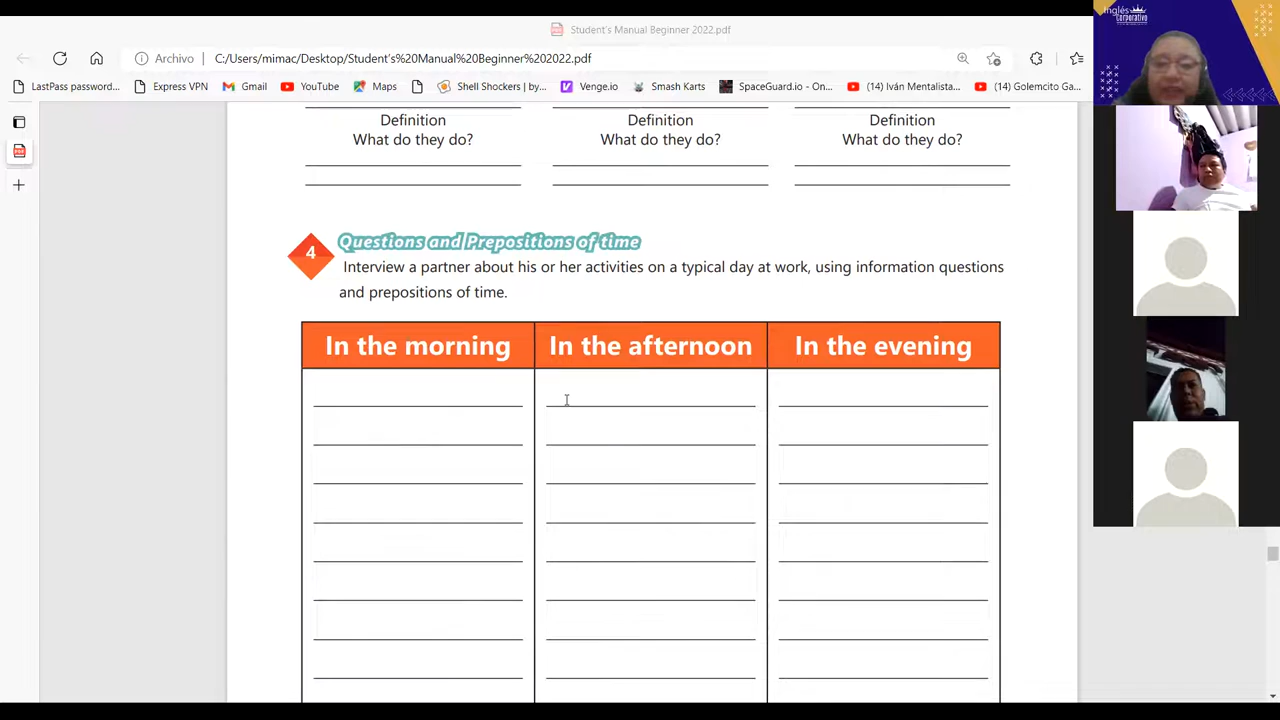 Student's Manual Beginner 2022.pdf
Archivo
C:/Users/mimac/Desktop/Student's%20Manual%20Beginner%202022.pdf
LastPass password...
Express VPN
Gmail
YouTube
Maps
Shell Shockers | by...
Venge.io
Smash Karts
SpaceGuard.io - On...
(14) Iván Mentalista...
(14) Golemcito Ga...
Inglés
Corporativo
Definition
What do they do?
Definition
What do they do?
Definition
What do they do?
4
Questions and Prepositions of time
Interview a partner about his or her activities on a typical day at work, using information questions
and prepositions of time.
In the morning
In the afternoon
In the evening